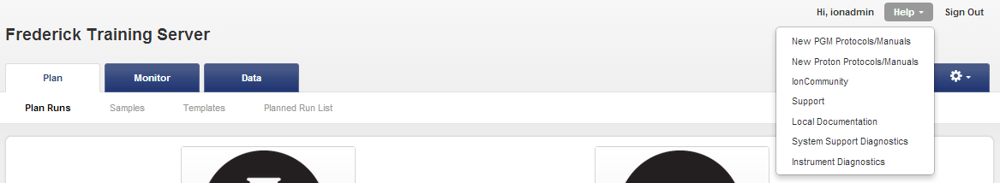 Hi, ionadmin Help Sign Out
Frederick Training Server
Plan Monitor Data
Plan Runs Samples Templates Planned Run List
New PGM Protocols/Manuals
New Proton Protocols/Manuals
IonCommunity
Support
Local Documentation
System Support Diagnostics
Instrument Diagnostics